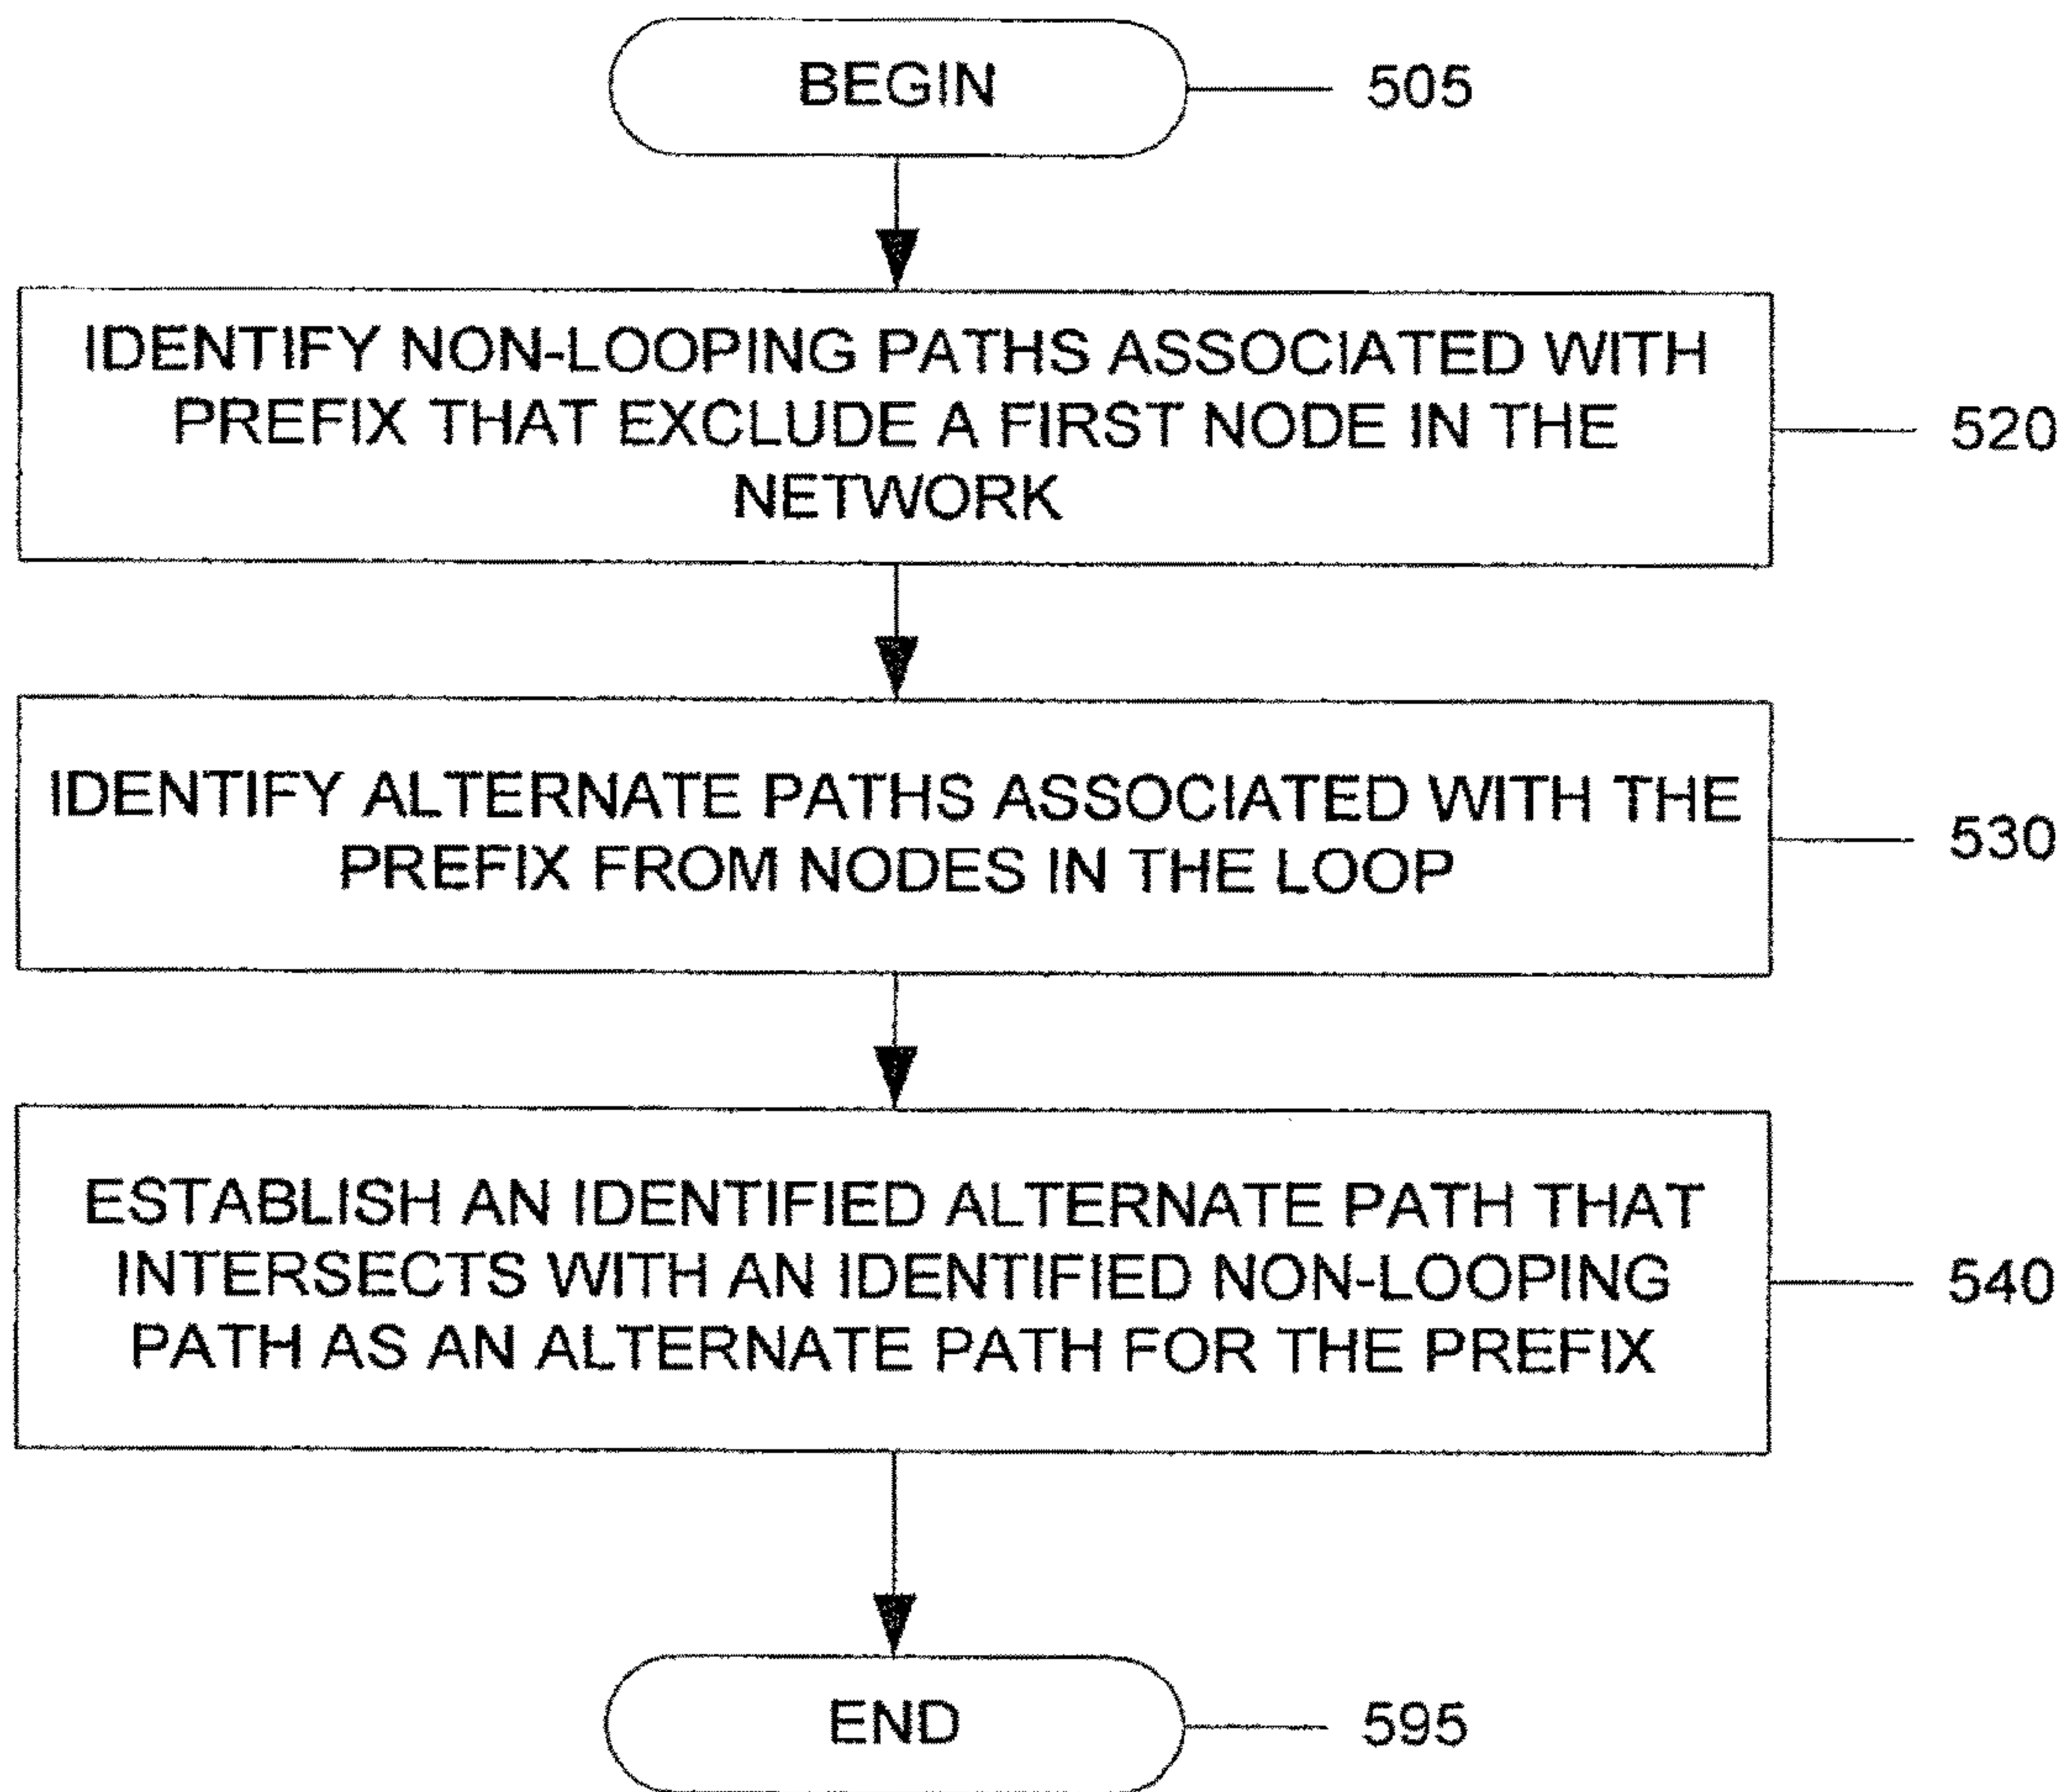 BEGIN
505
IDENTIFY NON-LOOPING PATHS ASSOCIATED WITH
PREFIX THAT EXCLUDE A FIRST NODE IN THE
NETWORK
520
IDENTIFY ALTERNATE PATHS ASSOCIATED WITH THE
PREFIX FROM NODES IN THE LOOP
530
ESTABLISH AN IDENTIFIED ALTERNATE PATH THAT
INTERSECTS WITH AN IDENTIFIED NON-LOOPING
PATH AS AN ALTERNATE PATH FOR THE PREFIX
540
END
595